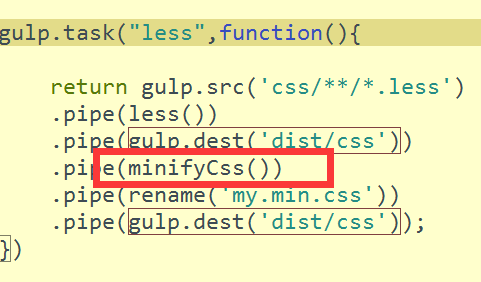 gulp.task("less",function(){
return gulp.src('css/**/*.less')
.pipe(less())
.pipe(gulp.dest('dist/css'))
.pipe(minifyCss())
.pipe(rename('my.min.css'))
.pipe(gulp.dest('dist/css'));
})